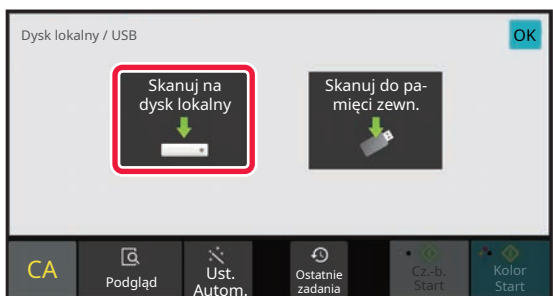 Dysk lokalny / USB
OK
Skanuj na
dysk lokalny
Skanuj do pa-
mięci zewn.
CA
Podgląd
Ust.
Autom.
Ostatnie
zadania
Cz.-b.
Start
Kolor
Start